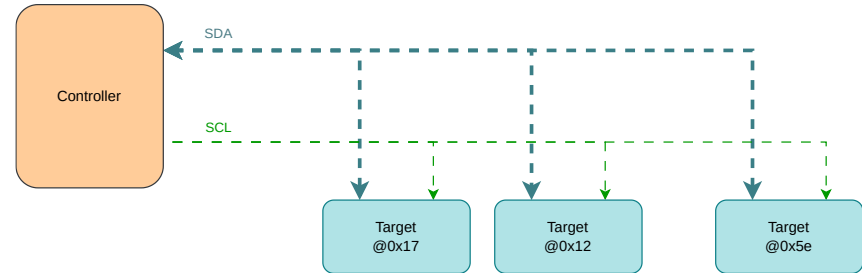 SDA
Controller
SCL
Target
@0x17
Target
@0x12
Target
@0x5e